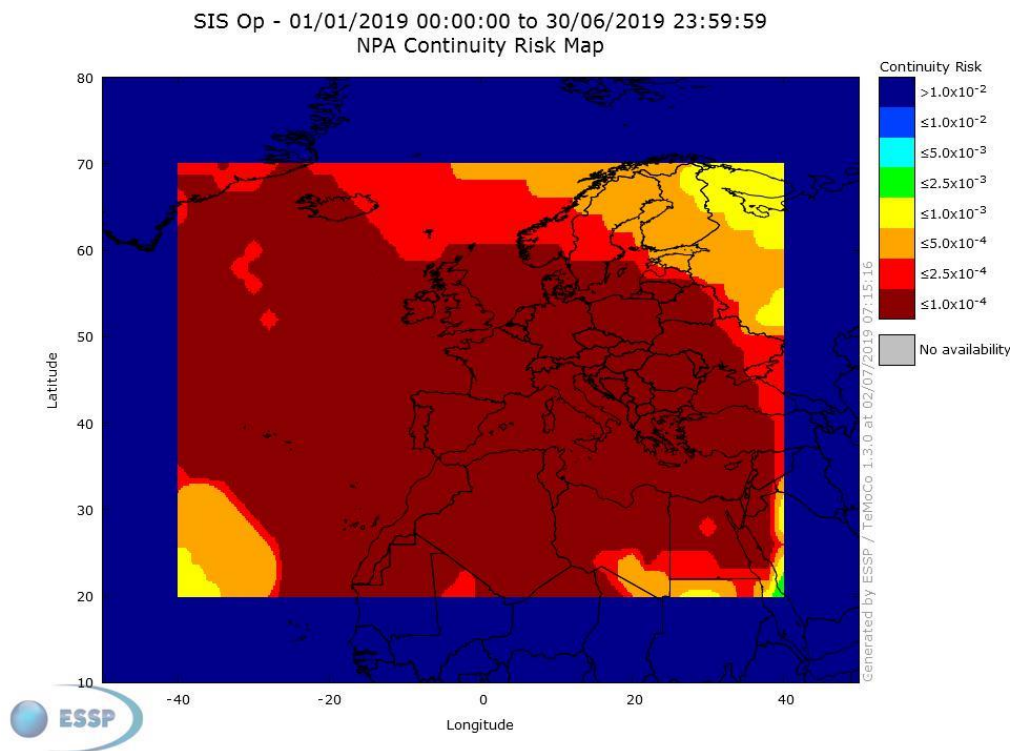 SIS Op - 01/01/2019 00:00:00 to 30/06/2019 23:59:59
NPA Continuity Risk Map
Continuity Risk
>1.0x10⁻²
≤1.0x10⁻²
≤5.0x10⁻³
≤2.5x10⁻³
≤1.0x10⁻³
≤5.0x10⁻⁴
≤2.5x10⁻⁴
≤1.0x10⁻⁴
No availability
80
70
60
50
40
30
20
10
Latitude
-40
-20
0
20
40
Longitude
Generated by ESSP / TeMoCo 1.3.0 at 02/07/2019 07:15:16
ESSP